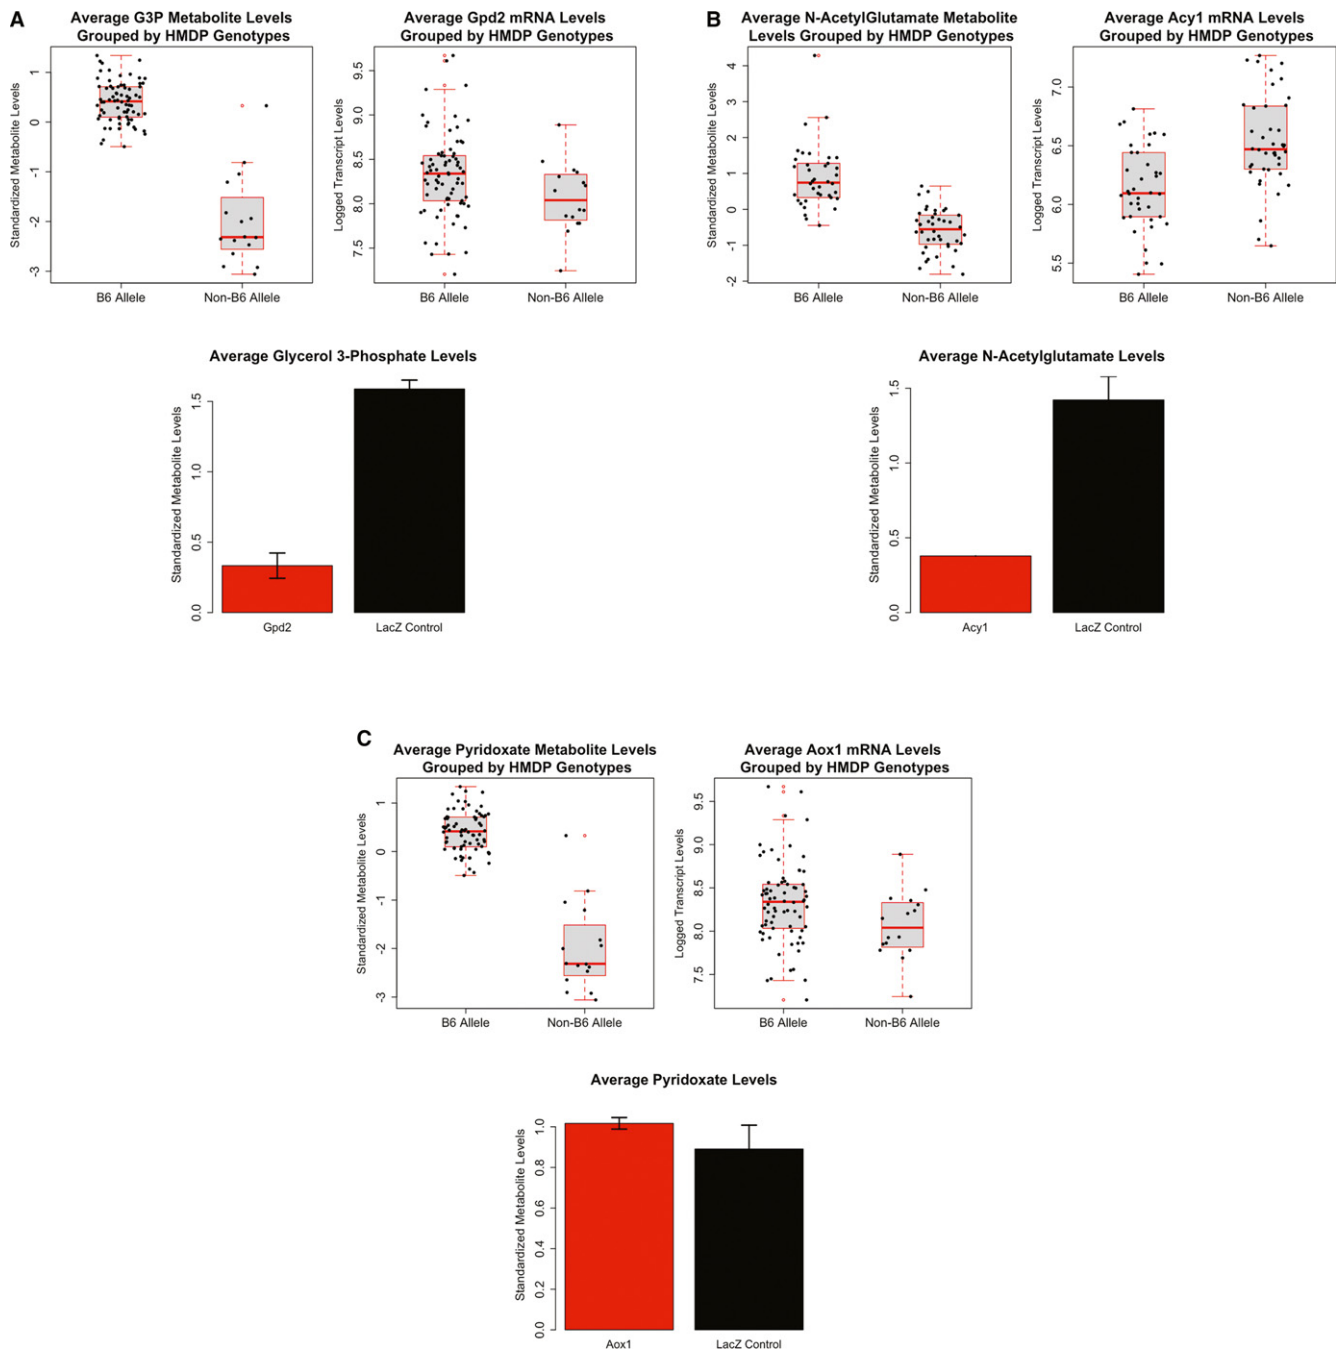 A
Average G3P Metabolite Levels
Grouped by HMDP Genotypes
Standardized Metabolite Levels
1
0
-1
-2
-3
B6 Allele
Non-B6 Allele
Average Gpd2 mRNA Levels
Grouped by HMDP Genotypes
Logged Transcript Levels
9.5
9.0
8.5
8.0
7.5
B6 Allele
Non-B6 Allele
Average Glycerol 3-Phosphate Levels
Standardized Metabolite Levels
1.5
1.0
0.5
0.0
Gpd2
LacZ Control
B
Average N-AcetylGlutamate Metabolite
Levels Grouped by HMDP Genotypes
Standardized Metabolite Levels
4
3
2
1
0
-1
-2
B6 Allele
Non-B6 Allele
Average Acy1 mRNA Levels
Grouped by HMDP Genotypes
Logged Transcript Levels
7.0
6.5
6.0
5.5
B6 Allele
Non-B6 Allele
Average N-Acetylglutamate Levels
Standardized Metabolite Levels
1.5
1.0
0.5
0.0
Acy1
LacZ Control
C
Average Pyridoxate Metabolite Levels
Grouped by HMDP Genotypes
Standardized Metabolite Levels
1
0
-1
-2
-3
B6 Allele
Non-B6 Allele
Average Aox1 mRNA Levels
Grouped by HMDP Genotypes
Logged Transcript Levels
9.5
9.0
8.5
8.0
7.5
B6 Allele
Non-B6 Allele
Average Pyridoxate Levels
Standardized Metabolite Levels
1.0
0.8
0.6
0.4
0.2
0.0
Aox1
LacZ Control